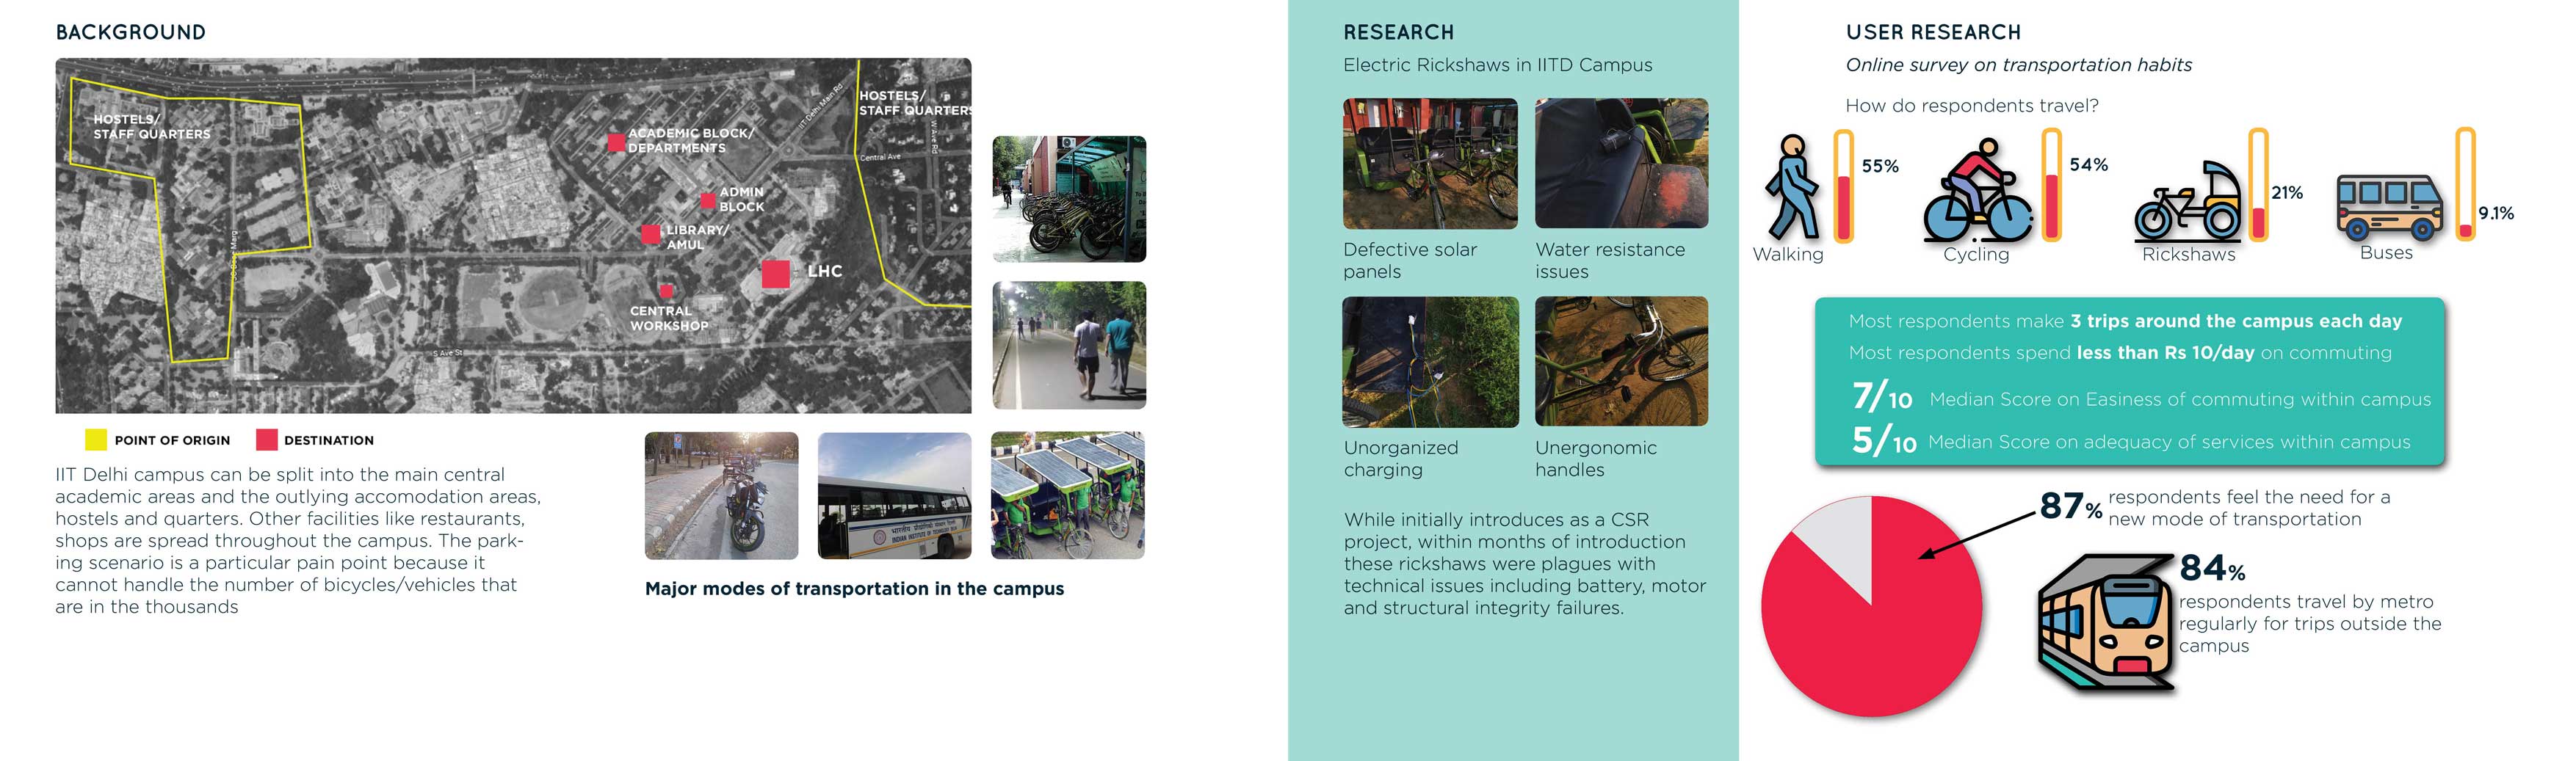 BACKGROUND
HOSTELS/
STAFF QUARTERS
ACADEMIC BLOCK/
DEPARTMENTS
ADMIN
BLOCK
LIBRARY/
AMUL
LHC
CENTRAL
WORKSHOP
HOSTELS/
STAFF QUARTERS
IIT Delhi Main Rd
Central Ave
W Ave Rd
S Ave St
POINT OF ORIGIN
DESTINATION
IIT Delhi campus can be split into the main central
academic areas and the outlying accomodation areas,
hostels and quarters. Other facilities like restaurants,
shops are spread throughout the campus. The park-
ing scenario is a particular pain point because it
cannot handle the number of bicycles/vehicles that
are in the thousands
Major modes of transportation in the campus
RESEARCH
Electric Rickshaws in IITD Campus
Defective solar
panels
Water resistance
issues
Unorganized
charging
Unergonomic
handles
While initially introduces as a CSR
project, within months of introduction
these rickshaws were plagues with
technical issues including battery, motor
and structural integrity failures.
USER RESEARCH
Online survey on transportation habits
How do respondents travel?
55%
Walking
54%
Cycling
21%
Rickshaws
9.1%
Buses
Most respondents make 3 trips around the campus each day
Most respondents spend less than Rs 10/day on commuting
7/10 Median Score on Easiness of commuting within campus
5/10 Median Score on adequacy of services within campus
87% respondents feel the need for a
new mode of transportation
84%
respondents travel by metro
regularly for trips outside the
campus